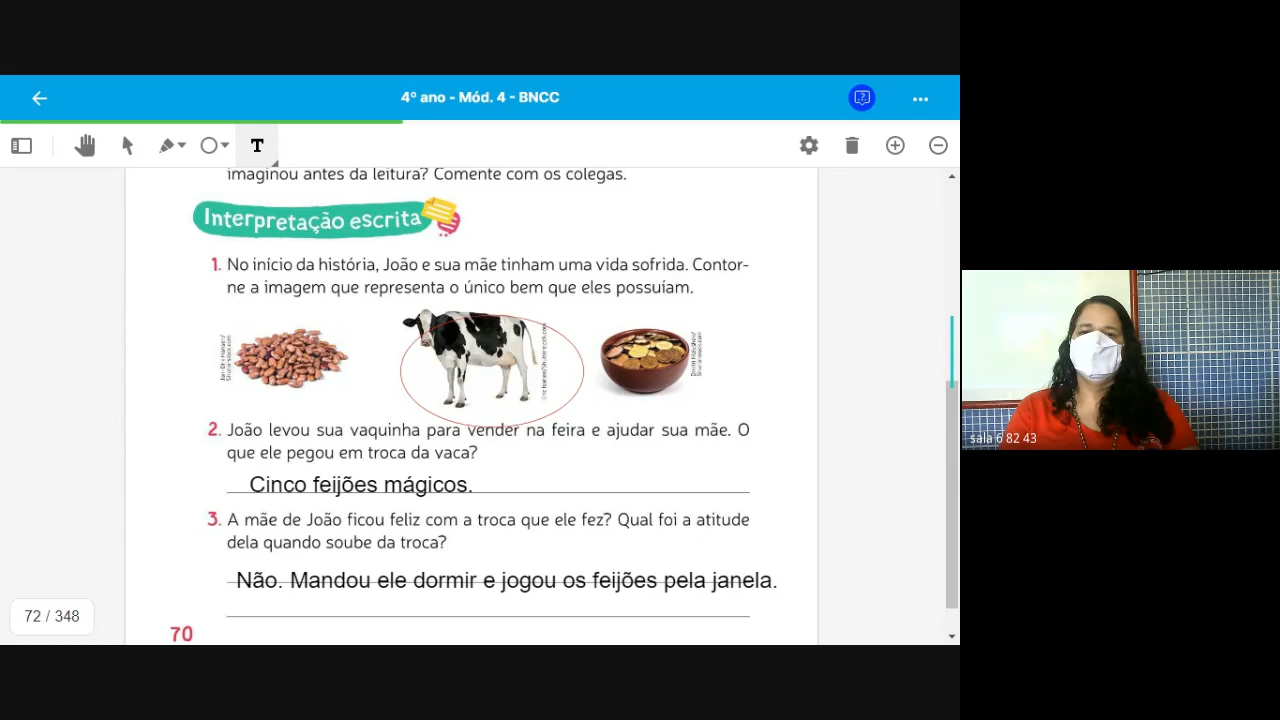 4º ano - Mód. 4 - BNCC
T
imaginou antes da leitura? Comente com os colegas.
Interpretação escrita
1. No início da história, João e sua mãe tinham uma vida sofrida. Contor-
ne a imagem que representa o único bem que eles possuíam.
2. João levou sua vaquinha para vender na feira e ajudar sua mãe. O
que ele pegou em troca da vaca?
Cinco feijões mágicos.
3. A mãe de João ficou feliz com a troca que ele fez? Qual foi a atitude
dela quando soube da troca?
Não. Mandou ele dormir e jogou os feijões pela janela.
72 / 348
70
sala 6 82 43